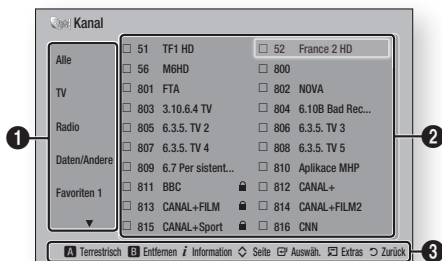 Kanal
Alle
TV
Radio
Daten/Andere
Favoriten 1
51 TF1 HD
52 France 2 HD
56 M6HD
800
801 FTA
802 NOVA
803 3.10.6.4 TV
804 6.10B Bad Rec...
805 6.3.5. TV 2
806 6.3.5. TV 3
807 6.3.5. TV 4
808 6.3.5. TV 5
809 6.7 Per sistent...
810 Aplikace MHP
811 BBC
812 CANAL+
813 CANAL+FILM
814 CANAL+FILM2
815 CANAL+Sport
816 CNN
A Terrestrisch B Entfernen i Information Seite Auswäh. Extras Zurück
1
2
3